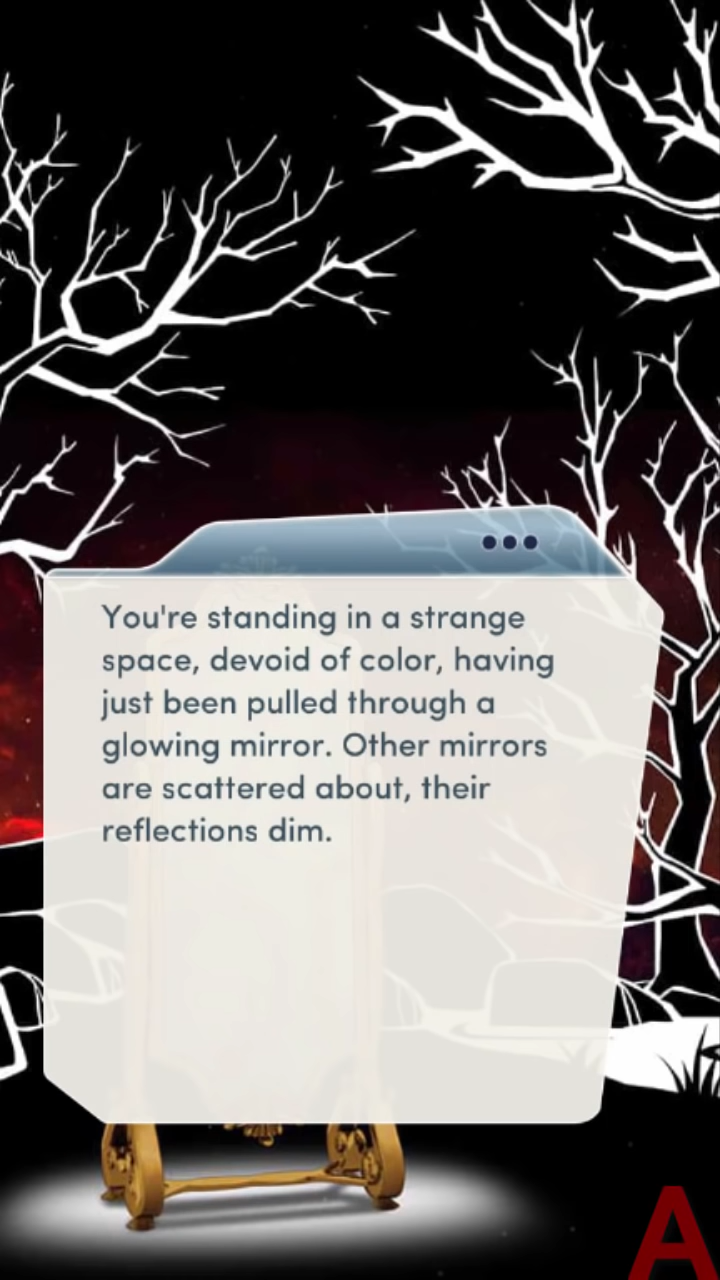 You're standing in a strange
space, devoid of color, having
just been pulled through a
glowing mirror. Other mirrors
are scattered about, their
reflections dim.
A